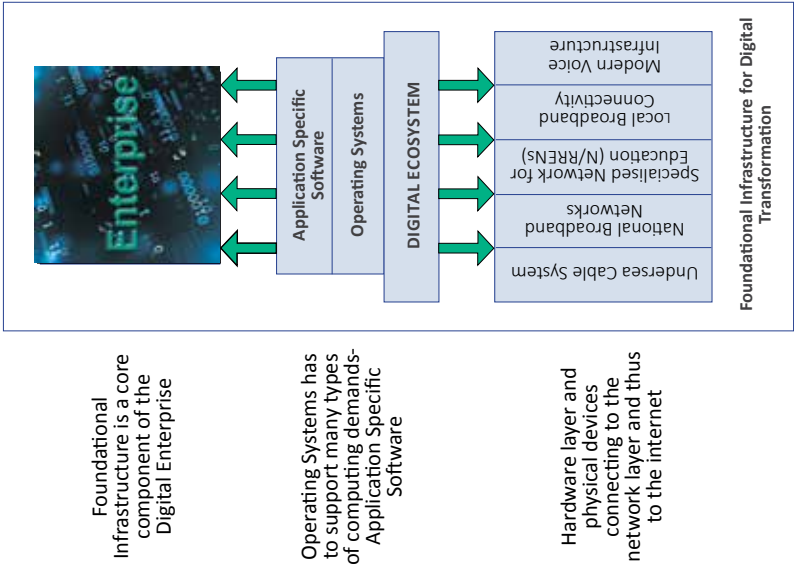 Foundational
Infrastructure is a core
component of the
Digital Enterprise
Enterprise
Operating Systems has
to support many types
of computing demands-
Application Specific
Software
Application Specific
Software
Operating Systems
DIGITAL ECOSYSTEM
Hardware layer and
physical devices
connecting to the
network layer and thus
to the internet
Undersea Cable System
National Broadband
Networks
Specialised Network for
Education (N/RRENs)
Local Broadband
Connectivity
Modern Voice
Infrastructure
Foundational Infrastructure for Digital
Transformation